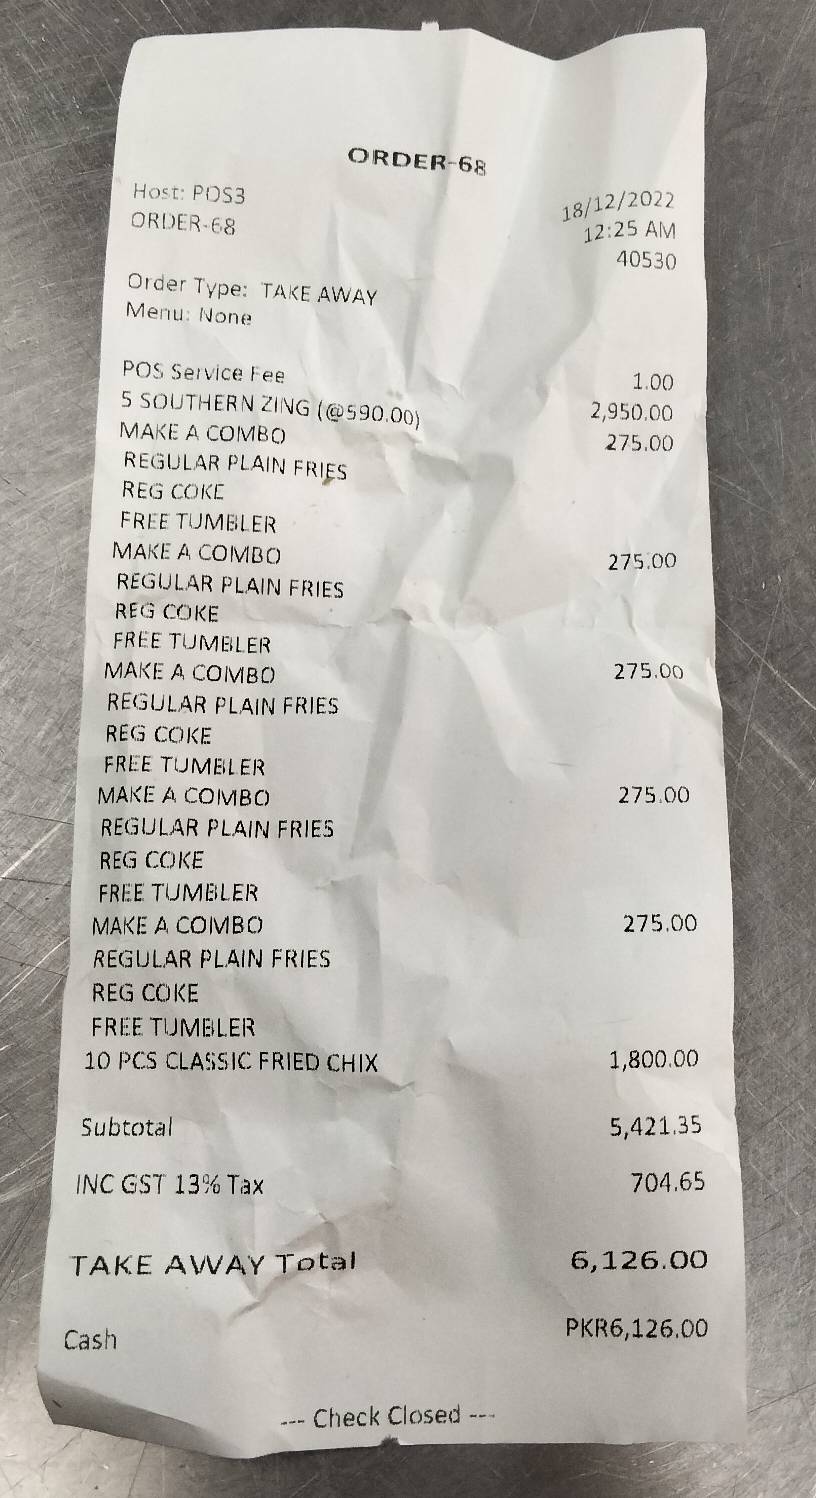 ORDER-68
Host: POS3 18/12/2022
ORDER-68 12:25 AM
40530
Order Type: TAKE AWAY
Menu: None
POS Service Fee 1.00
5 SOUTHERN ZING (@590.00) 2,950.00
MAKE A COMBO 275.00
REGULAR PLAIN FRIES
REG COKE
FREE TUMBLER
MAKE A COMBO 275.00
REGULAR PLAIN FRIES
REG COKE
FREE TUMBLER
MAKE A COMBO 275.00
REGULAR PLAIN FRIES
REG COKE
FREE TUMBLER
MAKE A COMBO 275.00
REGULAR PLAIN FRIES
REG COKE
FREE TUMBLER
MAKE A COMBO 275.00
REGULAR PLAIN FRIES
REG COKE
FREE TUMBLER
10 PCS CLASSIC FRIED CHIX 1,800.00
Subtotal 5,421.35
INC GST 13% Tax 704.65
TAKE AWAY Total 6,126.00
Cash PKR6,126.00
--- Check Closed ---